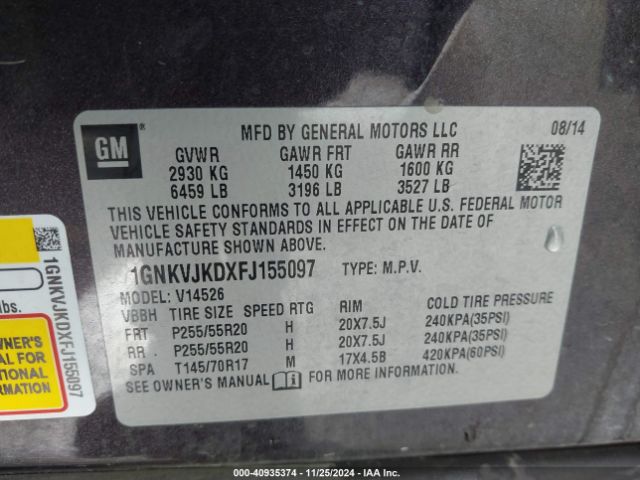 GM®
MFD BY GENERAL MOTORS LLC 08/14
GVWR GAWR FRT GAWR RR
2930 KG 1450 KG 1600 KG
6459 LB 3196 LB 3527 LB
THIS VEHICLE CONFORMS TO ALL APPLICABLE U.S. FEDERAL MOTOR
VEHICLE SAFETY STANDARDS IN EFFECT ON THE DATE OF
MANUFACTURE SHOWN ABOVE.
1GNKVJKDXFJ155097 TYPE: M.P.V.
MODEL: V14526
VBBH TIRE SIZE SPEED RTG RIM COLD TIRE PRESSURE
FRT P255/55R20 H 20X7.5J 240KPA(35PSI)
RR P255/55R20 H 20X7.5J 240KPA(35PSI)
SPA T145/70R17 M 17X4.5B 420KPA(60PSI)
SEE OWNER'S MANUAL FOR MORE INFORMATION.
lbs.
1GNKVJKDXFJ155097
OWNER'S
AL FOR
ITIONAL
RMATION
000-40935374 - 11/25/2024 - IAA Inc.